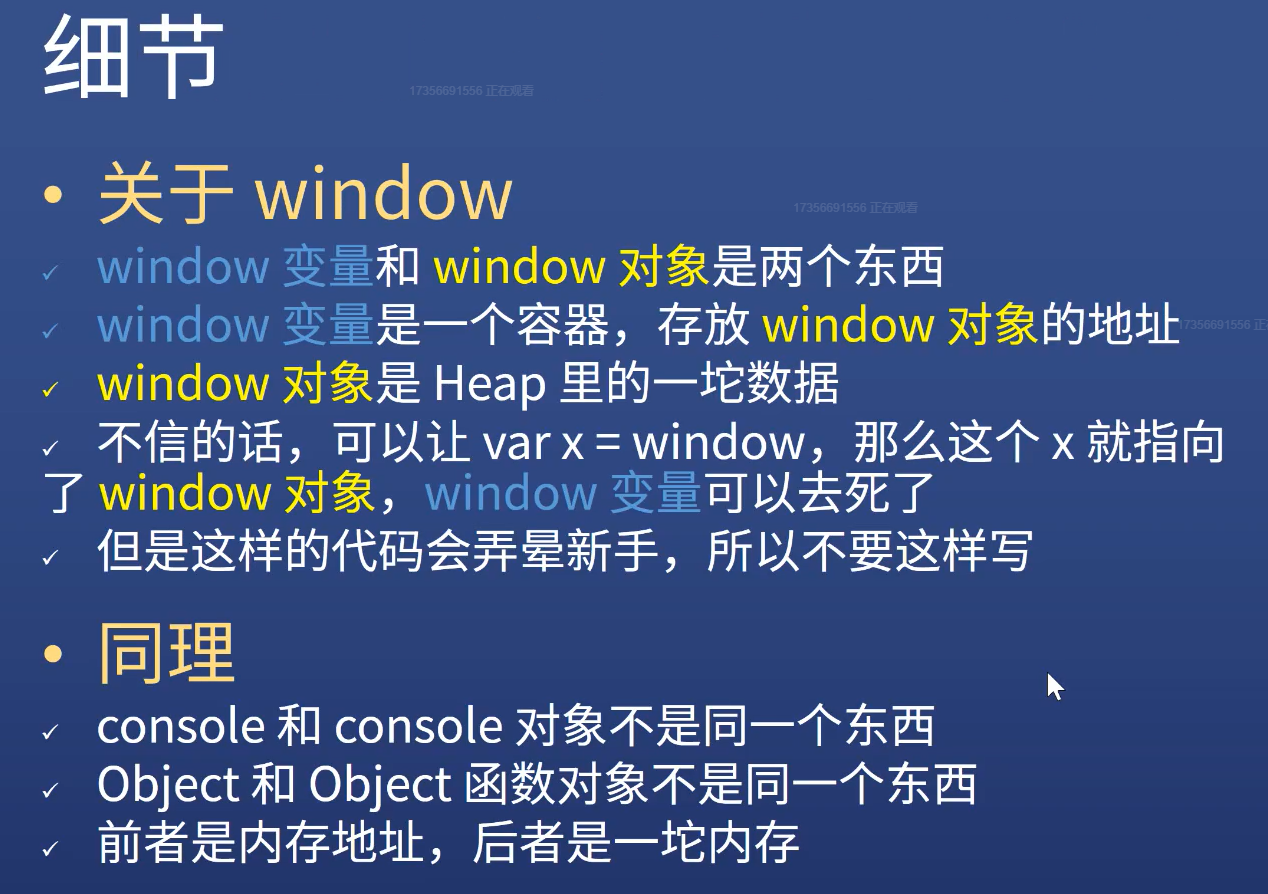 细节
17356691556 正在观看
• 关于 window
17356691556 正在观看
✓ window 变量和 window 对象是两个东西
✓ window 变量是一个容器，存放 window 对象的地址
17356691556 正
✓ window 对象是 Heap 里的一坨数据
✓ 不信的话，可以让 var x = window，那么这个 x 就指向
了 window 对象，window 变量可以去死了
✓ 但是这样的代码会弄晕新手，所以不要这样写
• 同理
✓ console 和 console 对象不是同一个东西
✓ Object 和 Object 函数对象不是同一个东西
✓ 前者是内存地址，后者是一坨内存